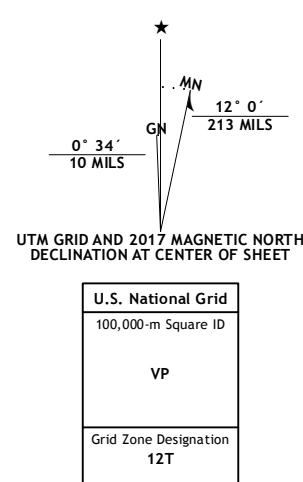 ★
MN
12° 0´
213 MILS
GN
0° 34´
10 MILS
UTM GRID AND 2017 MAGNETIC NORTH
DECLINATION AT CENTER OF SHEET
U.S. National Grid
100,000-m Square ID
VP
Grid Zone Designation
12T